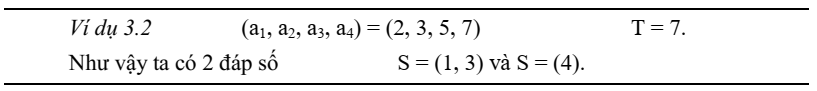 Ví dụ 3.2 (a₁, a₂, a₃, a₄) = (2, 3, 5, 7) T = 7.
Như vậy ta có 2 đáp số S = (1, 3) và S = (4).